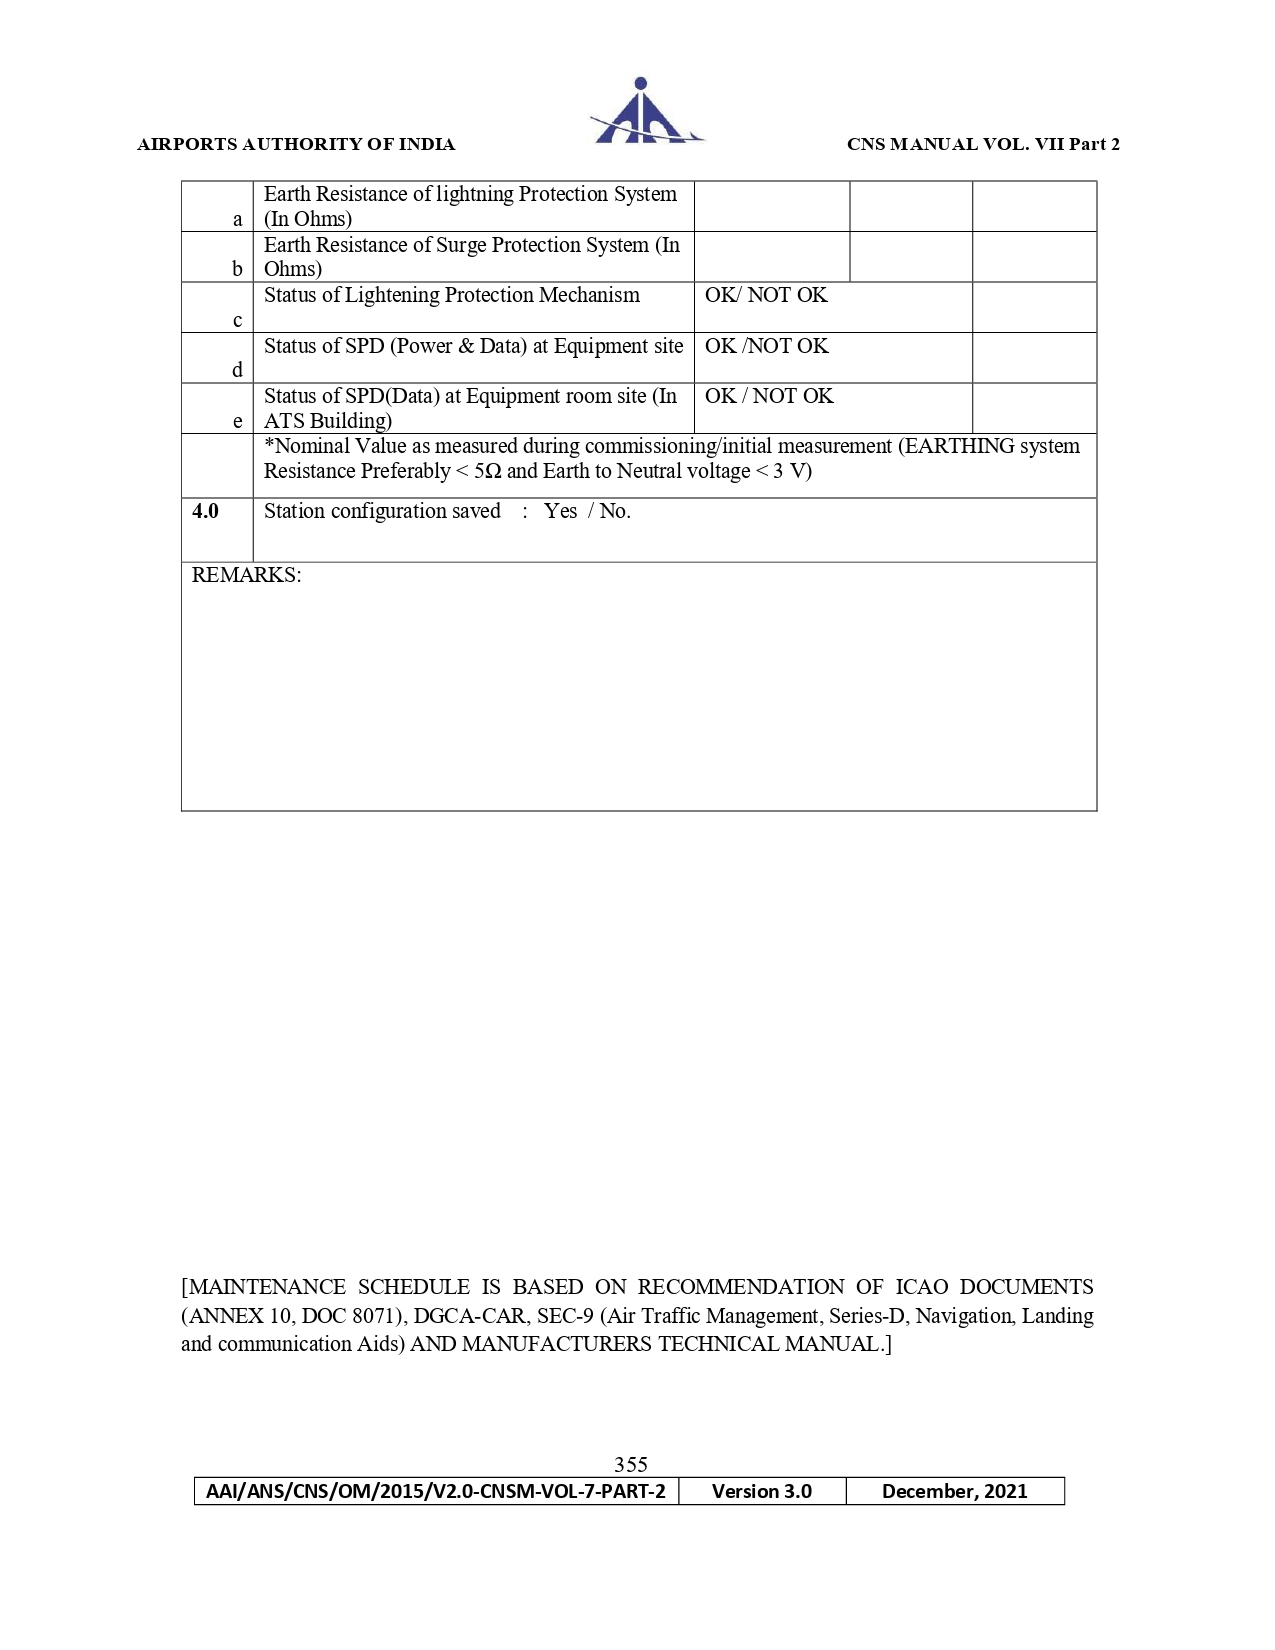 AIRPORTS AUTHORITY OF INDIA
CNS MANUAL VOL. VII Part 2
a
Earth Resistance of lightning Protection System
(In Ohms)
b
Earth Resistance of Surge Protection System (In
Ohms)
c
Status of Lightening Protection Mechanism
OK/ NOT OK
d
Status of SPD (Power & Data) at Equipment site
OK /NOT OK
e
Status of SPD(Data) at Equipment room site (In
ATS Building)
OK / NOT OK
*Nominal Value as measured during commissioning/initial measurement (EARTHING system
Resistance Preferably < 5Ω and Earth to Neutral voltage < 3 V)
4.0
Station configuration saved : Yes / No.
REMARKS:
[MAINTENANCE SCHEDULE IS BASED ON RECOMMENDATION OF ICAO DOCUMENTS
(ANNEX 10, DOC 8071), DGCA-CAR, SEC-9 (Air Traffic Management, Series-D, Navigation, Landing
and communication Aids) AND MANUFACTURERS TECHNICAL MANUAL.]
355
AAI/ANS/CNS/OM/2015/V2.0-CNSM-VOL-7-PART-2
Version 3.0
December, 2021